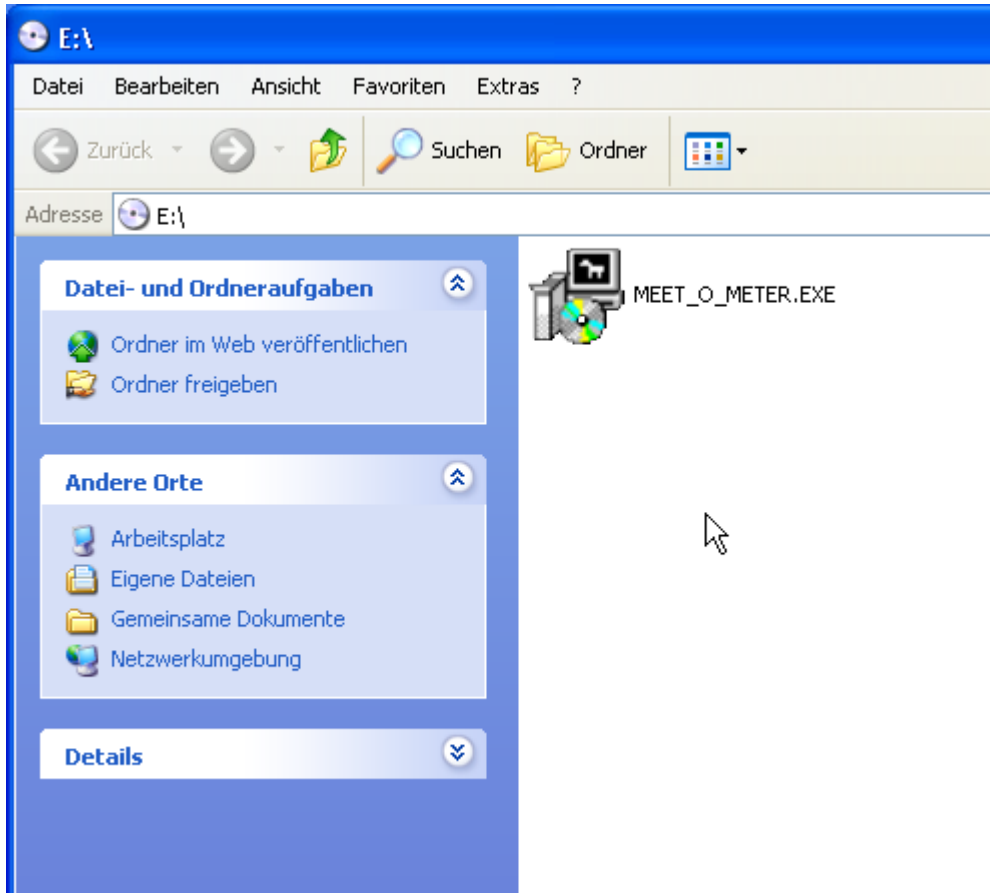 E:\
Datei Bearbeiten Ansicht Favoriten Extras ?
Zurück Suchen Ordner
Adresse E:\
Datei- und Ordneraufgaben
Ordner im Web veröffentlichen
Ordner freigeben
Andere Orte
Arbeitsplatz
Eigene Dateien
Gemeinsame Dokumente
Netzwerkumgebung
Details
MEET_O_METER.EXE